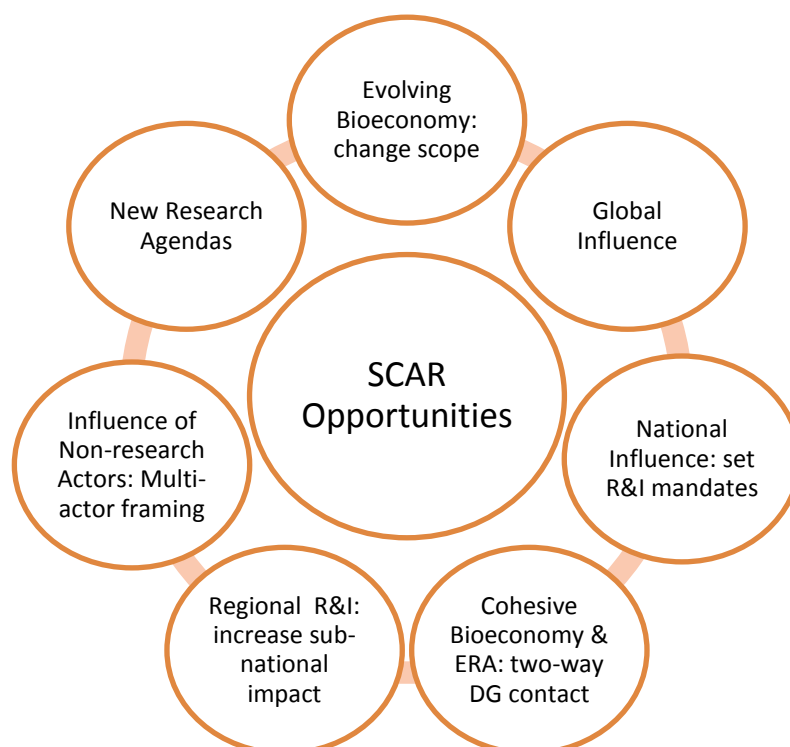 Evolving
Bioeconomy:
change scope
Global
Influence
National
Influence: set
R&I mandates
Cohesive
Bioeconomy &
ERA: two-way
DG contact
Regional  R&I:
increase sub-
national
impact
Influence of
Non-research
Actors: Multi-
actor framing
New Research
Agendas
SCAR
Opportunities